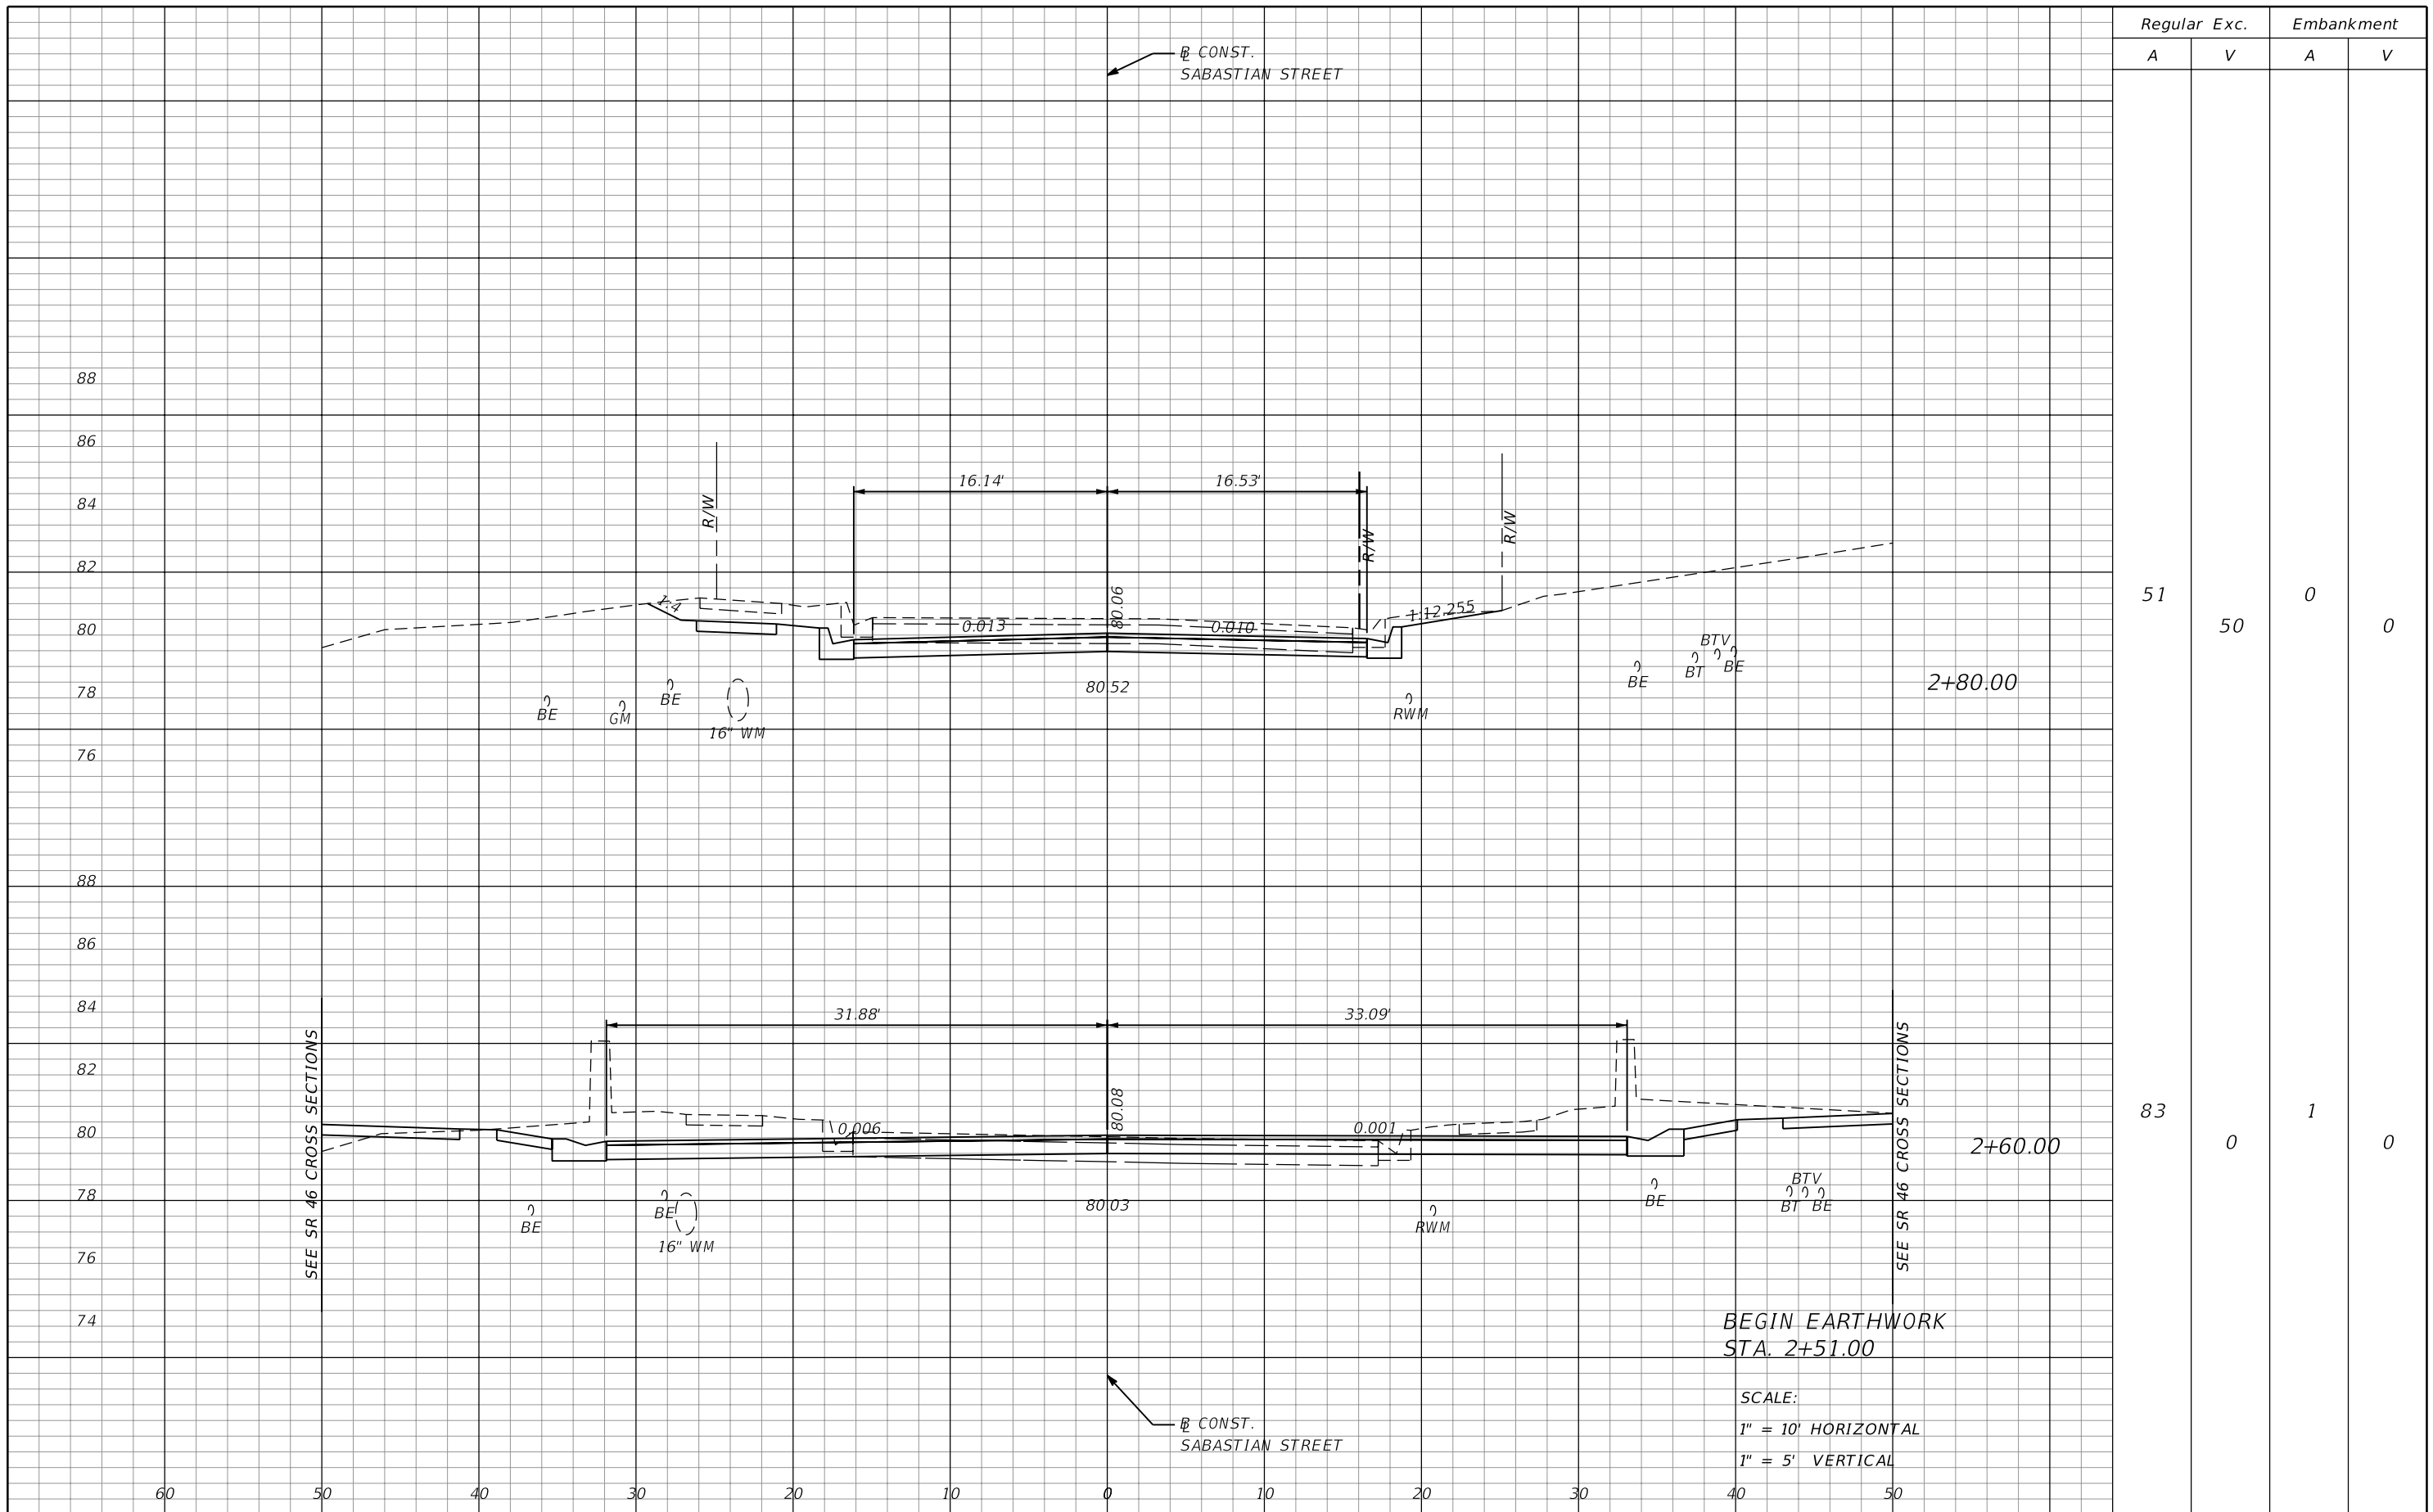 Regular Exc. Embankment
A V A V
℄ CONST.
SABASTIAN STREET
88
86
84
82
80
78
76
16.14' 16.53'
R/W
R/W
R/W
1:4
0.013
80.06
0.010
1:12.255
80.52
BE
GM
BE
16" WM
RWM
BE
BT
BTV
BE
2+80.00
51 0
50 0
88
86
84
82
80
78
76
74
31.88' 33.09'
SEE SR 46 CROSS SECTIONS
0.006
80.08
0.001
SEE SR 46 CROSS SECTIONS
80.03
BE
BE
16" WM
RWM
BE
BTV
BT BE
2+60.00
83 1
0 0
BEGIN EARTHWORK
STA. 2+51.00
℄ CONST.
SABASTIAN STREET
SCALE:
1" = 10' HORIZONTAL
1" = 5' VERTICAL
60 50 40 30 20 10 0 10 20 30 40 50